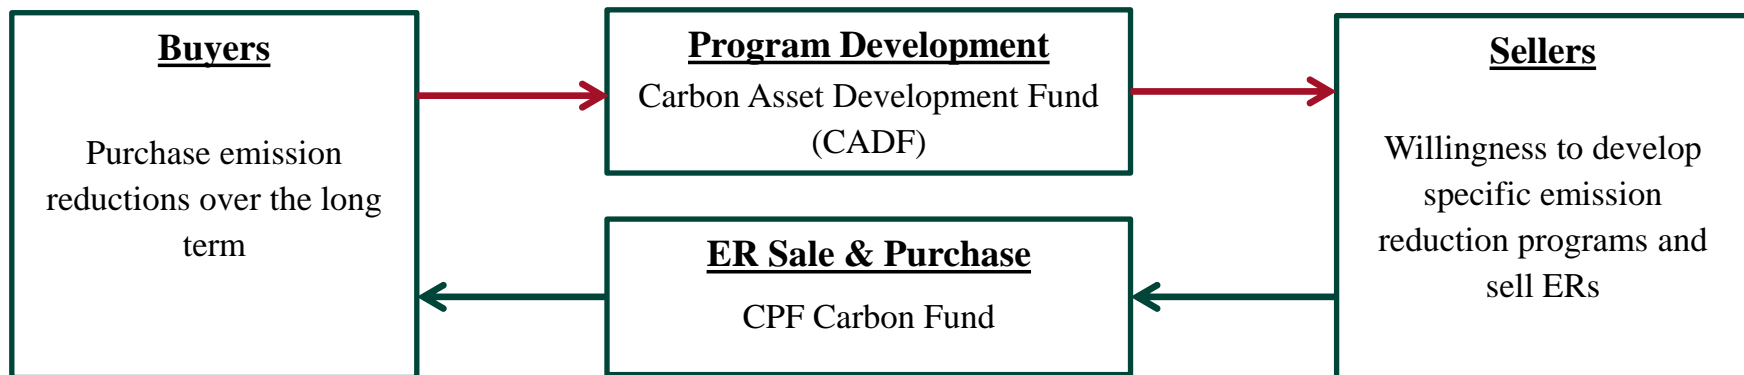 Buyers
Purchase emission
reductions over the long
term
Program Development
Carbon Asset Development Fund
(CADF)
ER Sale & Purchase
CPF Carbon Fund
Sellers
Willingness to develop
specific emission
reduction programs and
sell ERs